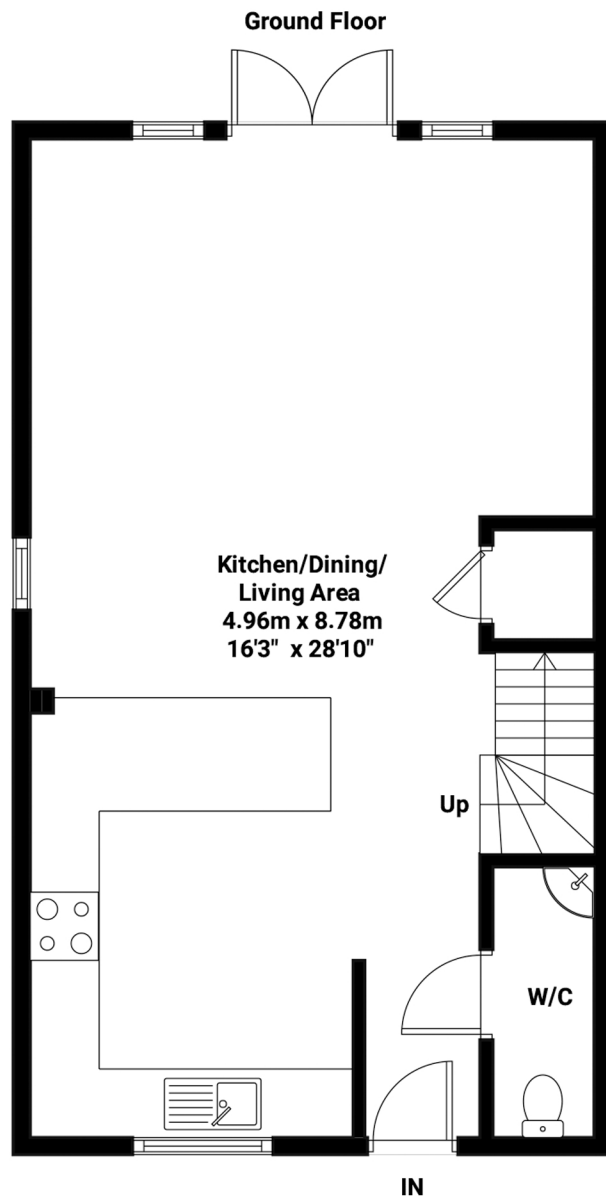 Ground Floor
Kitchen/Dining/
Living Area
4.96m x 8.78m
16'3" x 28'10"
Up
W/C
IN